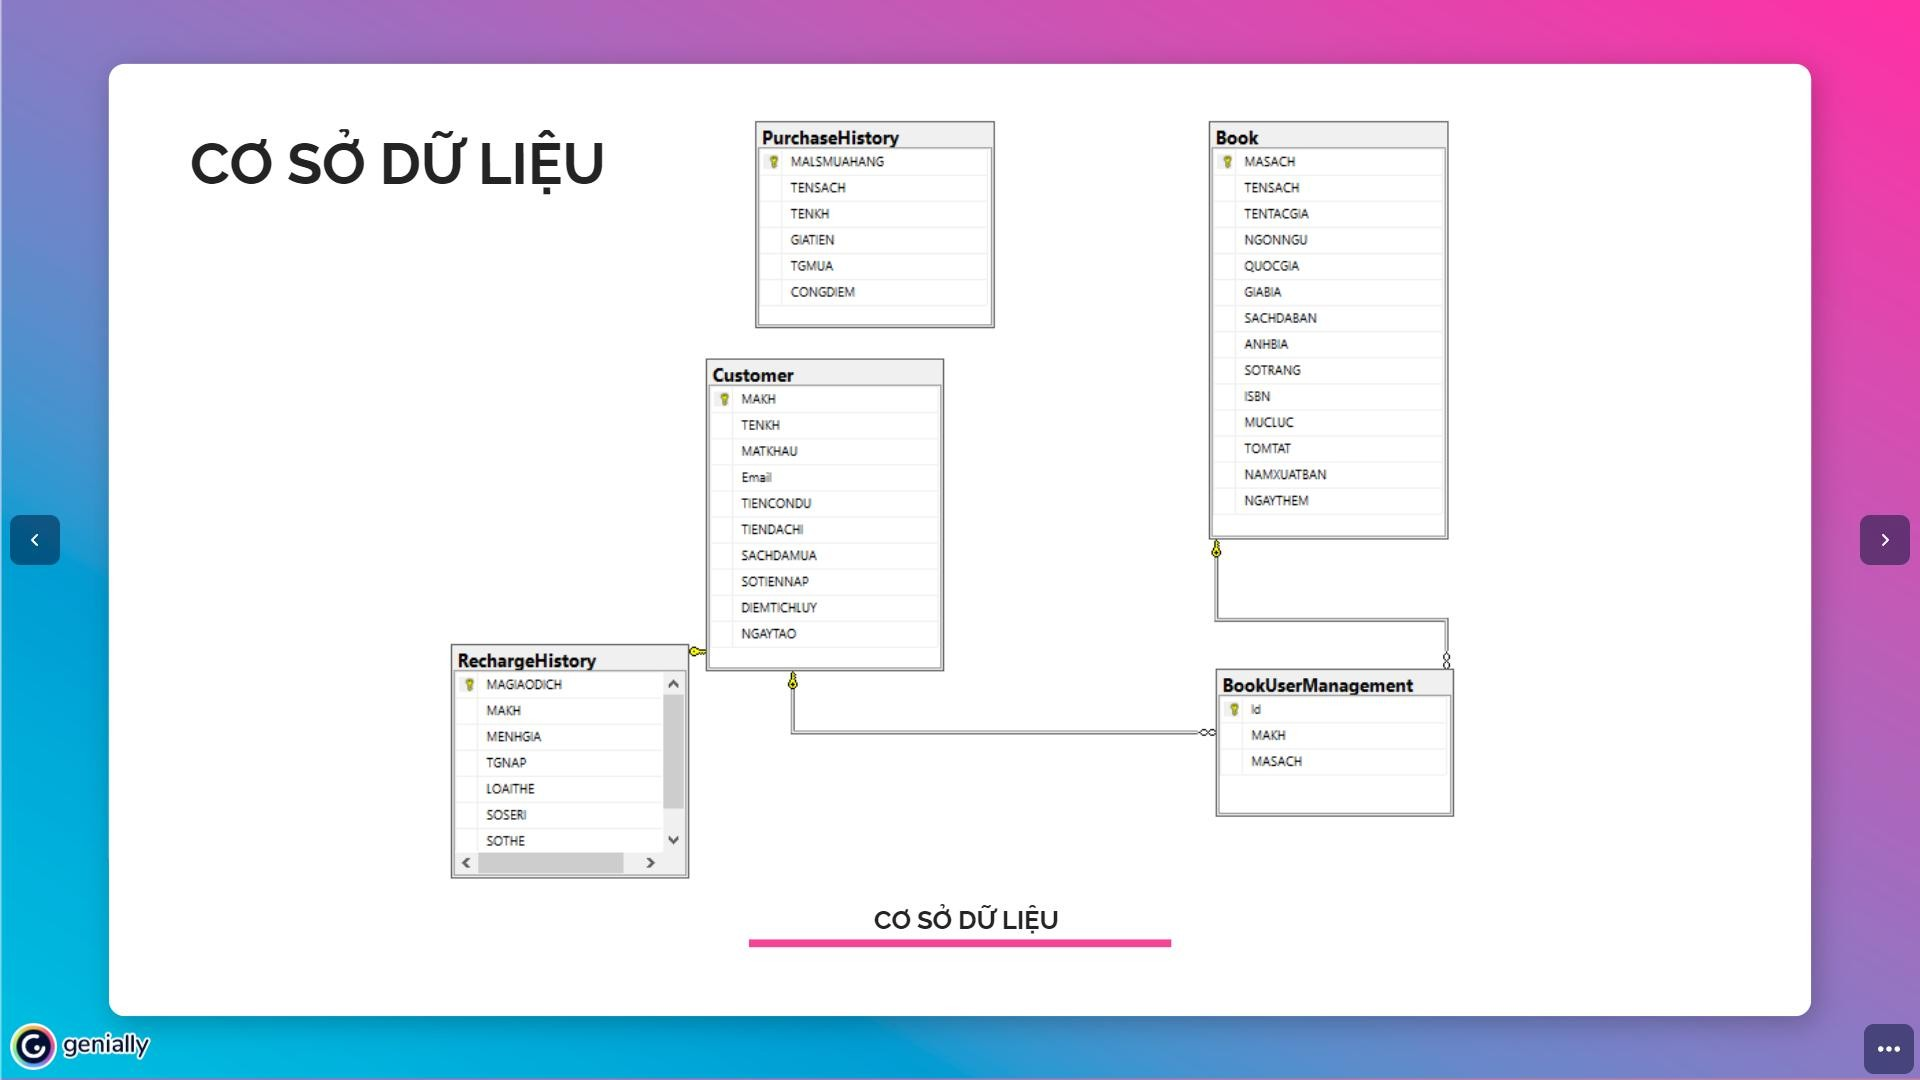 CƠ SỞ DỮ LIỆU
PurchaseHistory
MALSMUAHANG
TENSACH
TENKH
GIATIEN
TGMUA
CONGDIEM
Book
MASACH
TENSACH
TENTACGIA
NGONNGU
QUOCGIA
GIABIA
SACHDABAN
ANHBIA
SOTRANG
ISBN
MUCLUC
TOMTAT
NAMXUATBAN
NGAYTHEM
Customer
MAKH
TENKH
MATKHAU
Email
TIENCONDU
TIENDACHI
SACHDAMUA
SOTIENNAP
DIEMTICHLUY
NGAYTAO
RechargeHistory
MAGIAODICH
MAKH
MENHGIA
TGNAP
LOAITHE
SOSERI
SOTHE
BookUserManagement
Id
MAKH
MASACH
CƠ SỞ DỮ LIỆU
genially